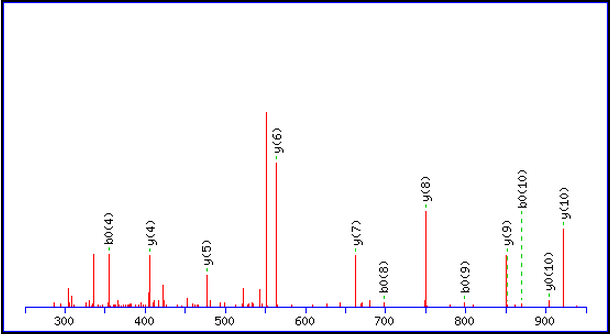 b0(4)
y(4)
y(5)
y(6)
y(7)
b0(8)
y(8)
b0(9)
y(9)
b0(10)
y0(10)
y(10)
300 400 500 600 700 800 900